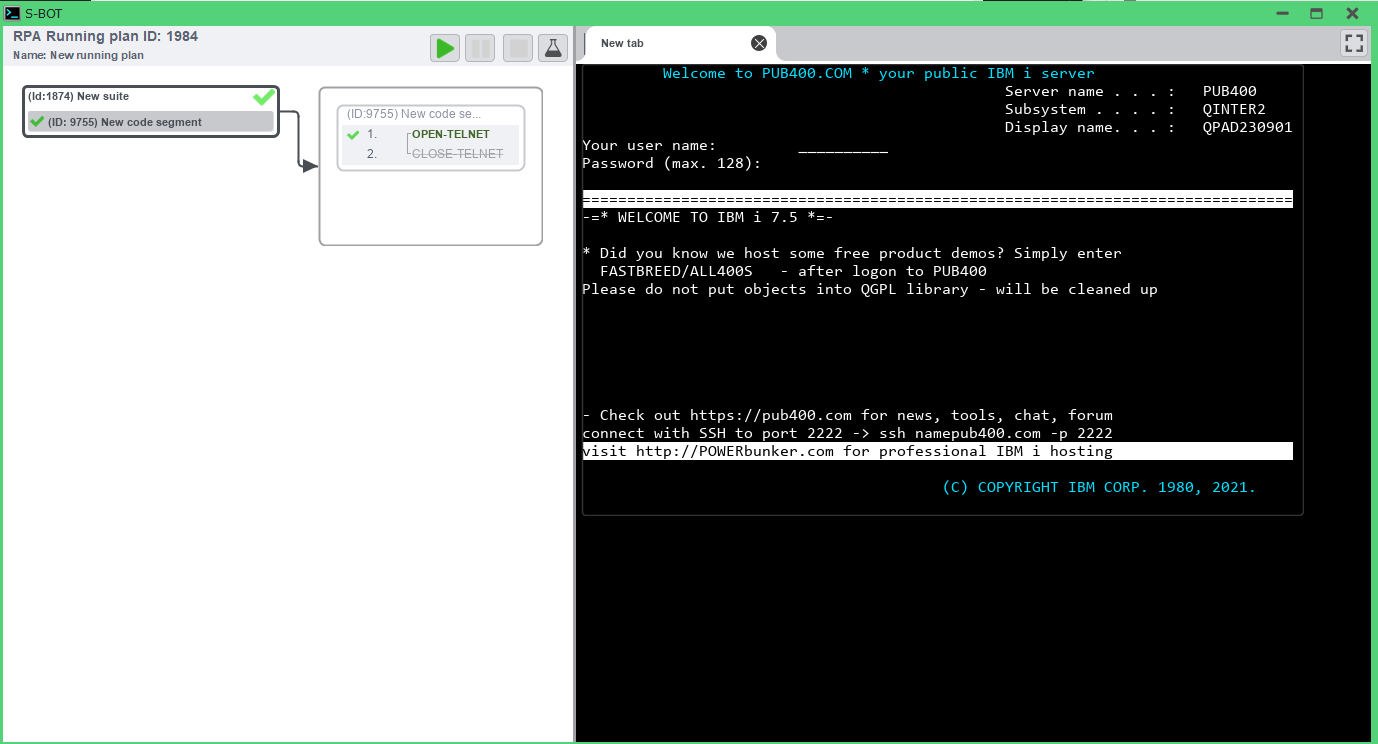 S-BOT
RPA Running plan ID: 1984
Name: New running plan
(Id:1874) New suite
(ID: 9755) New code segment
(ID:9755) New code se...
1. OPEN-TELNET
2. CLOSE-TELNET
New tab
Welcome to PUB400.COM * your public IBM i server
Server name . . . : PUB400
Subsystem . . . . : QINTER2
Display name. . . : QPAD230901
Your user name: __________
Password (max. 128):
===============================================================================
-=* WELCOME TO IBM i 7.5 *=-
* Did you know we host some free product demos? Simply enter
FASTBREED/ALL400S - after logon to PUB400
Please do not put objects into QGPL library - will be cleaned up
- Check out https://pub400.com for news, tools, chat, forum
connect with SSH to port 2222 -> ssh namepub400.com -p 2222
visit http://POWERbunker.com for professional IBM i hosting
(C) COPYRIGHT IBM CORP. 1980, 2021.